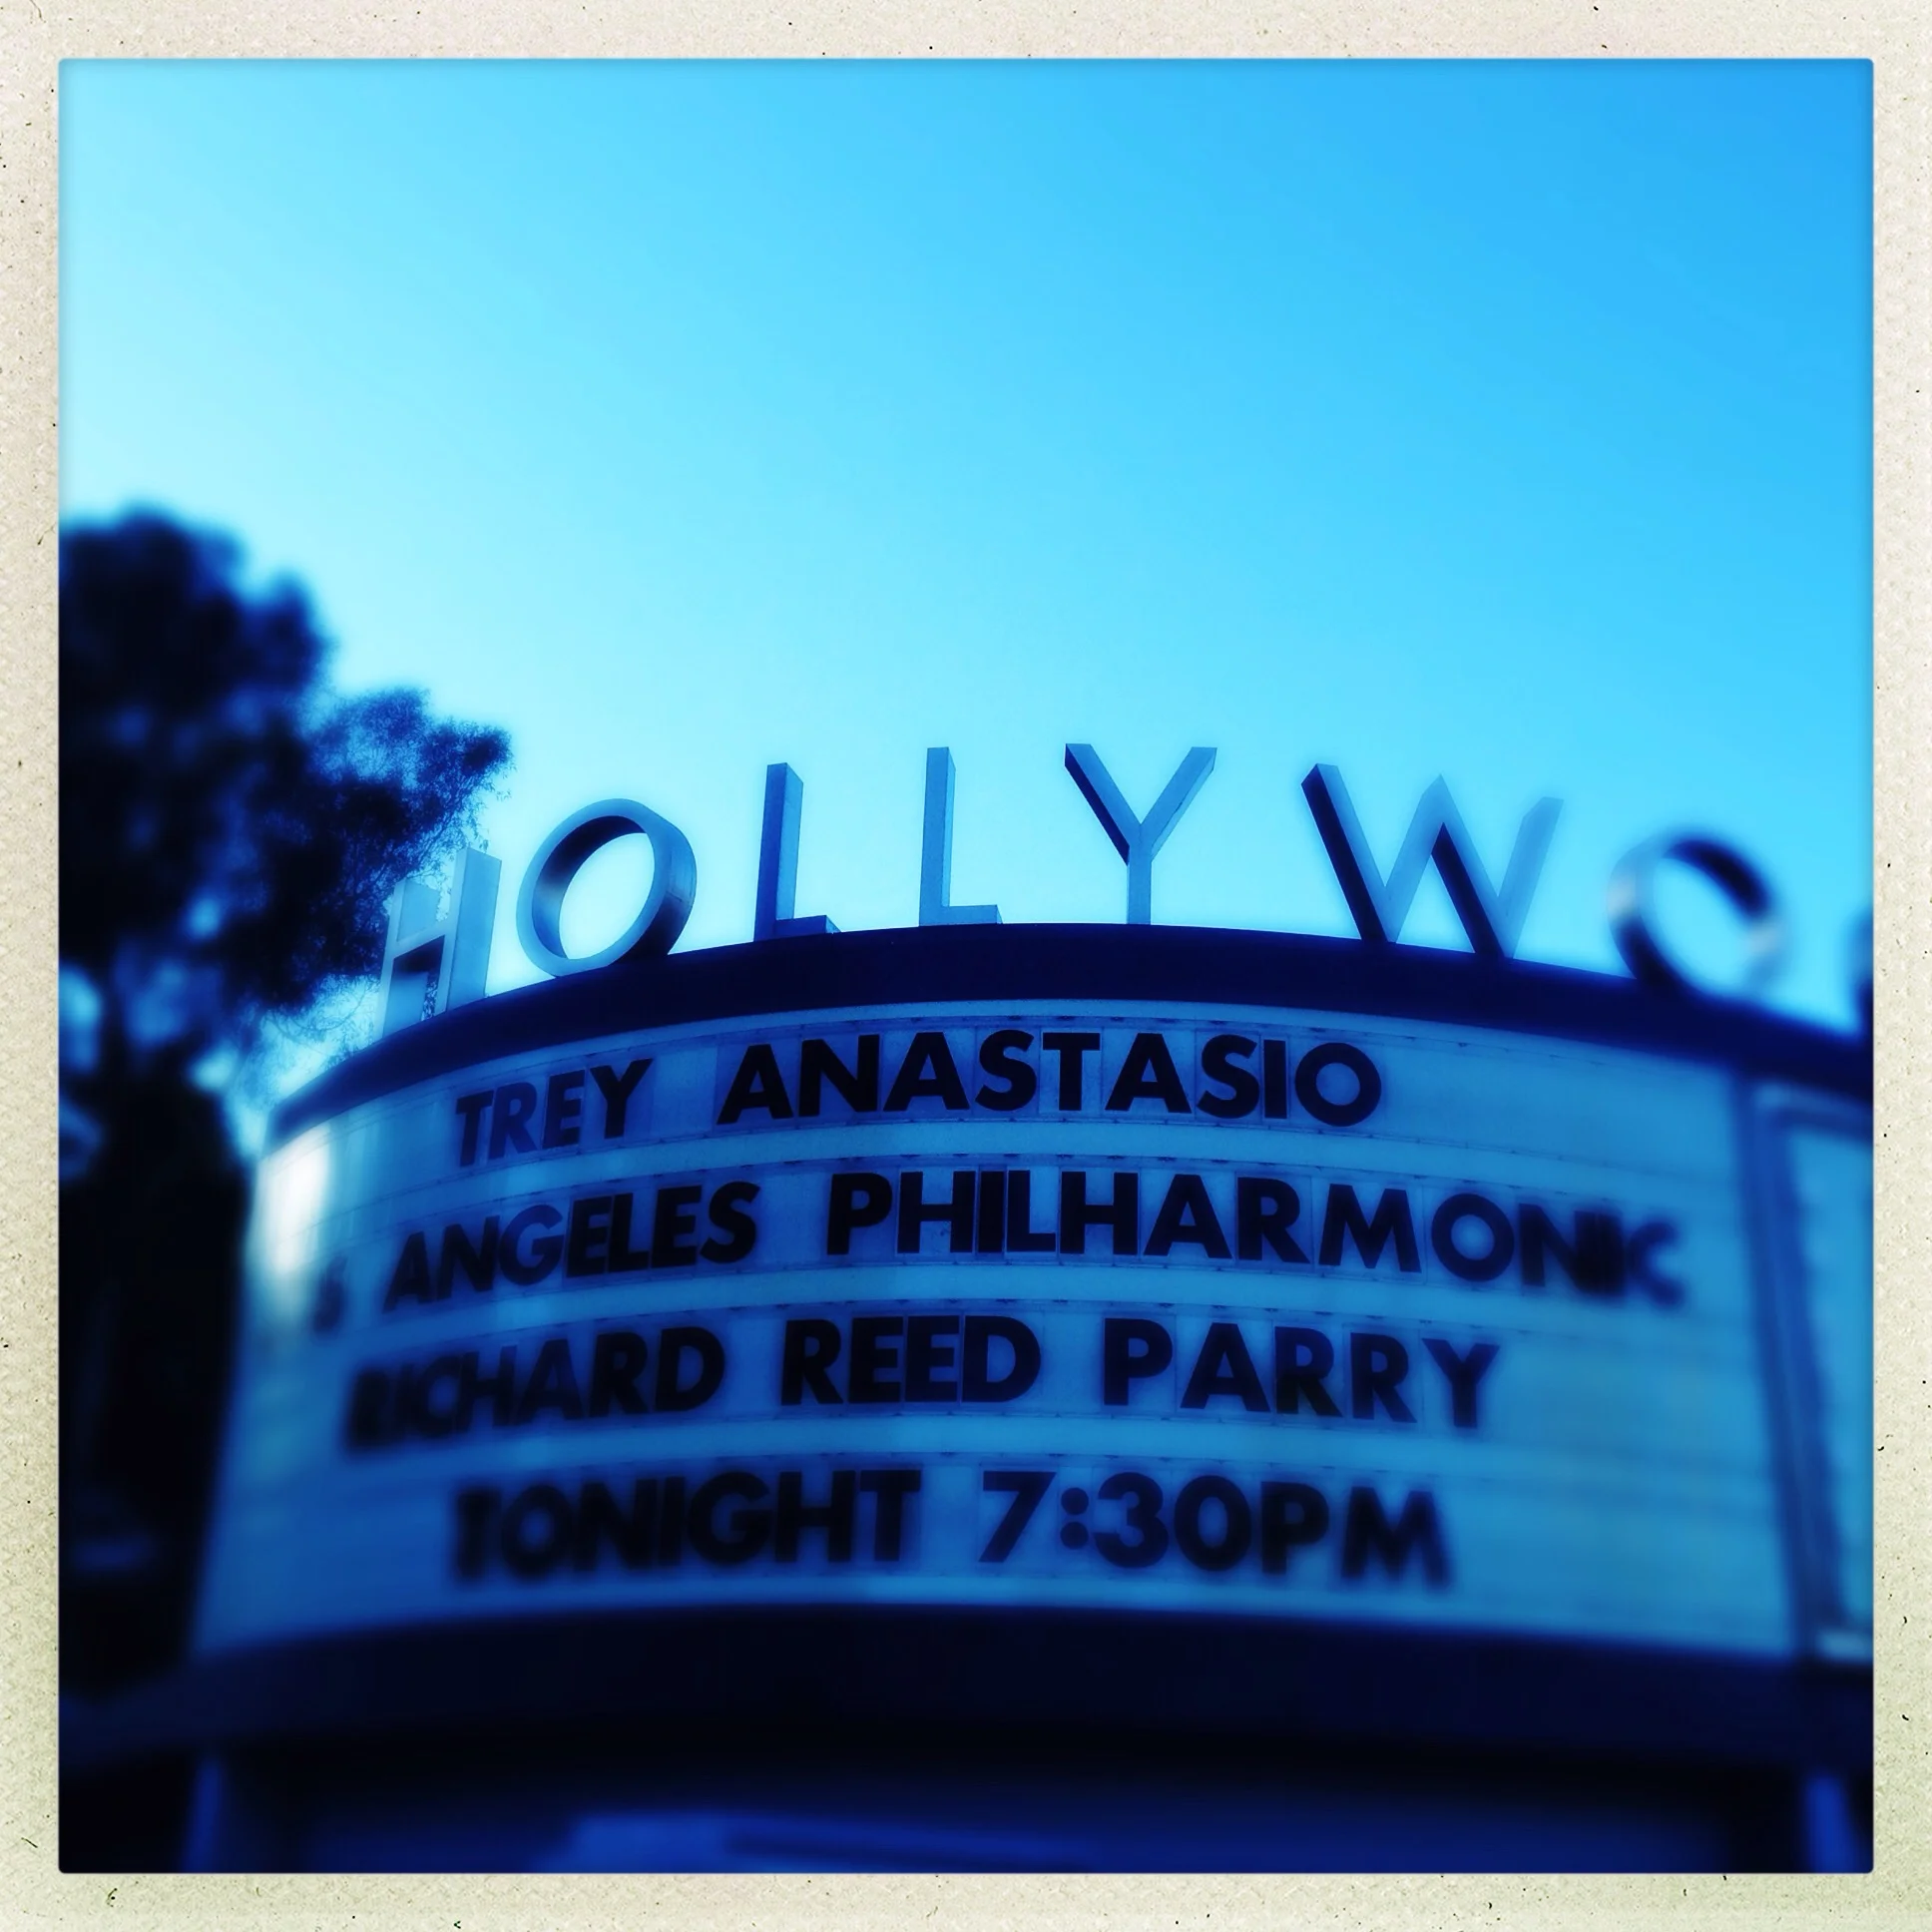 HOLLYWO
TREY ANASTASIO
S ANGELES PHILHARMONIC
RICHARD REED PARRY
TONIGHT 7:30PM